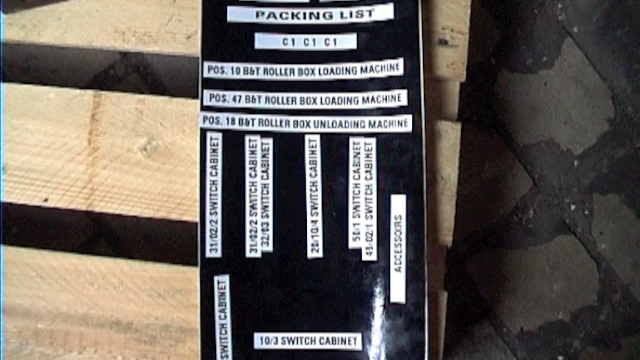 PACKING LIST
C1 C1 C1
POS. 10 B&T ROLLER BOX LOADING MACHINE
POS. 47 B&T ROLLER BOX LOADING MACHINE
POS. 18 B&T ROLLER BOX UNLOADING MACHINE
31/02/2 SWITCH CABINET
31/02/2 SWITCH CABINET
32/03 SWITCH CABINET
20/10/4 SWITCH CABINET
50/1 SWITCH CABINET
49/02/1 SWITCH CABINET
ACCESSOIRS
SWITCH CABINET
10/3 SWITCH CABINET